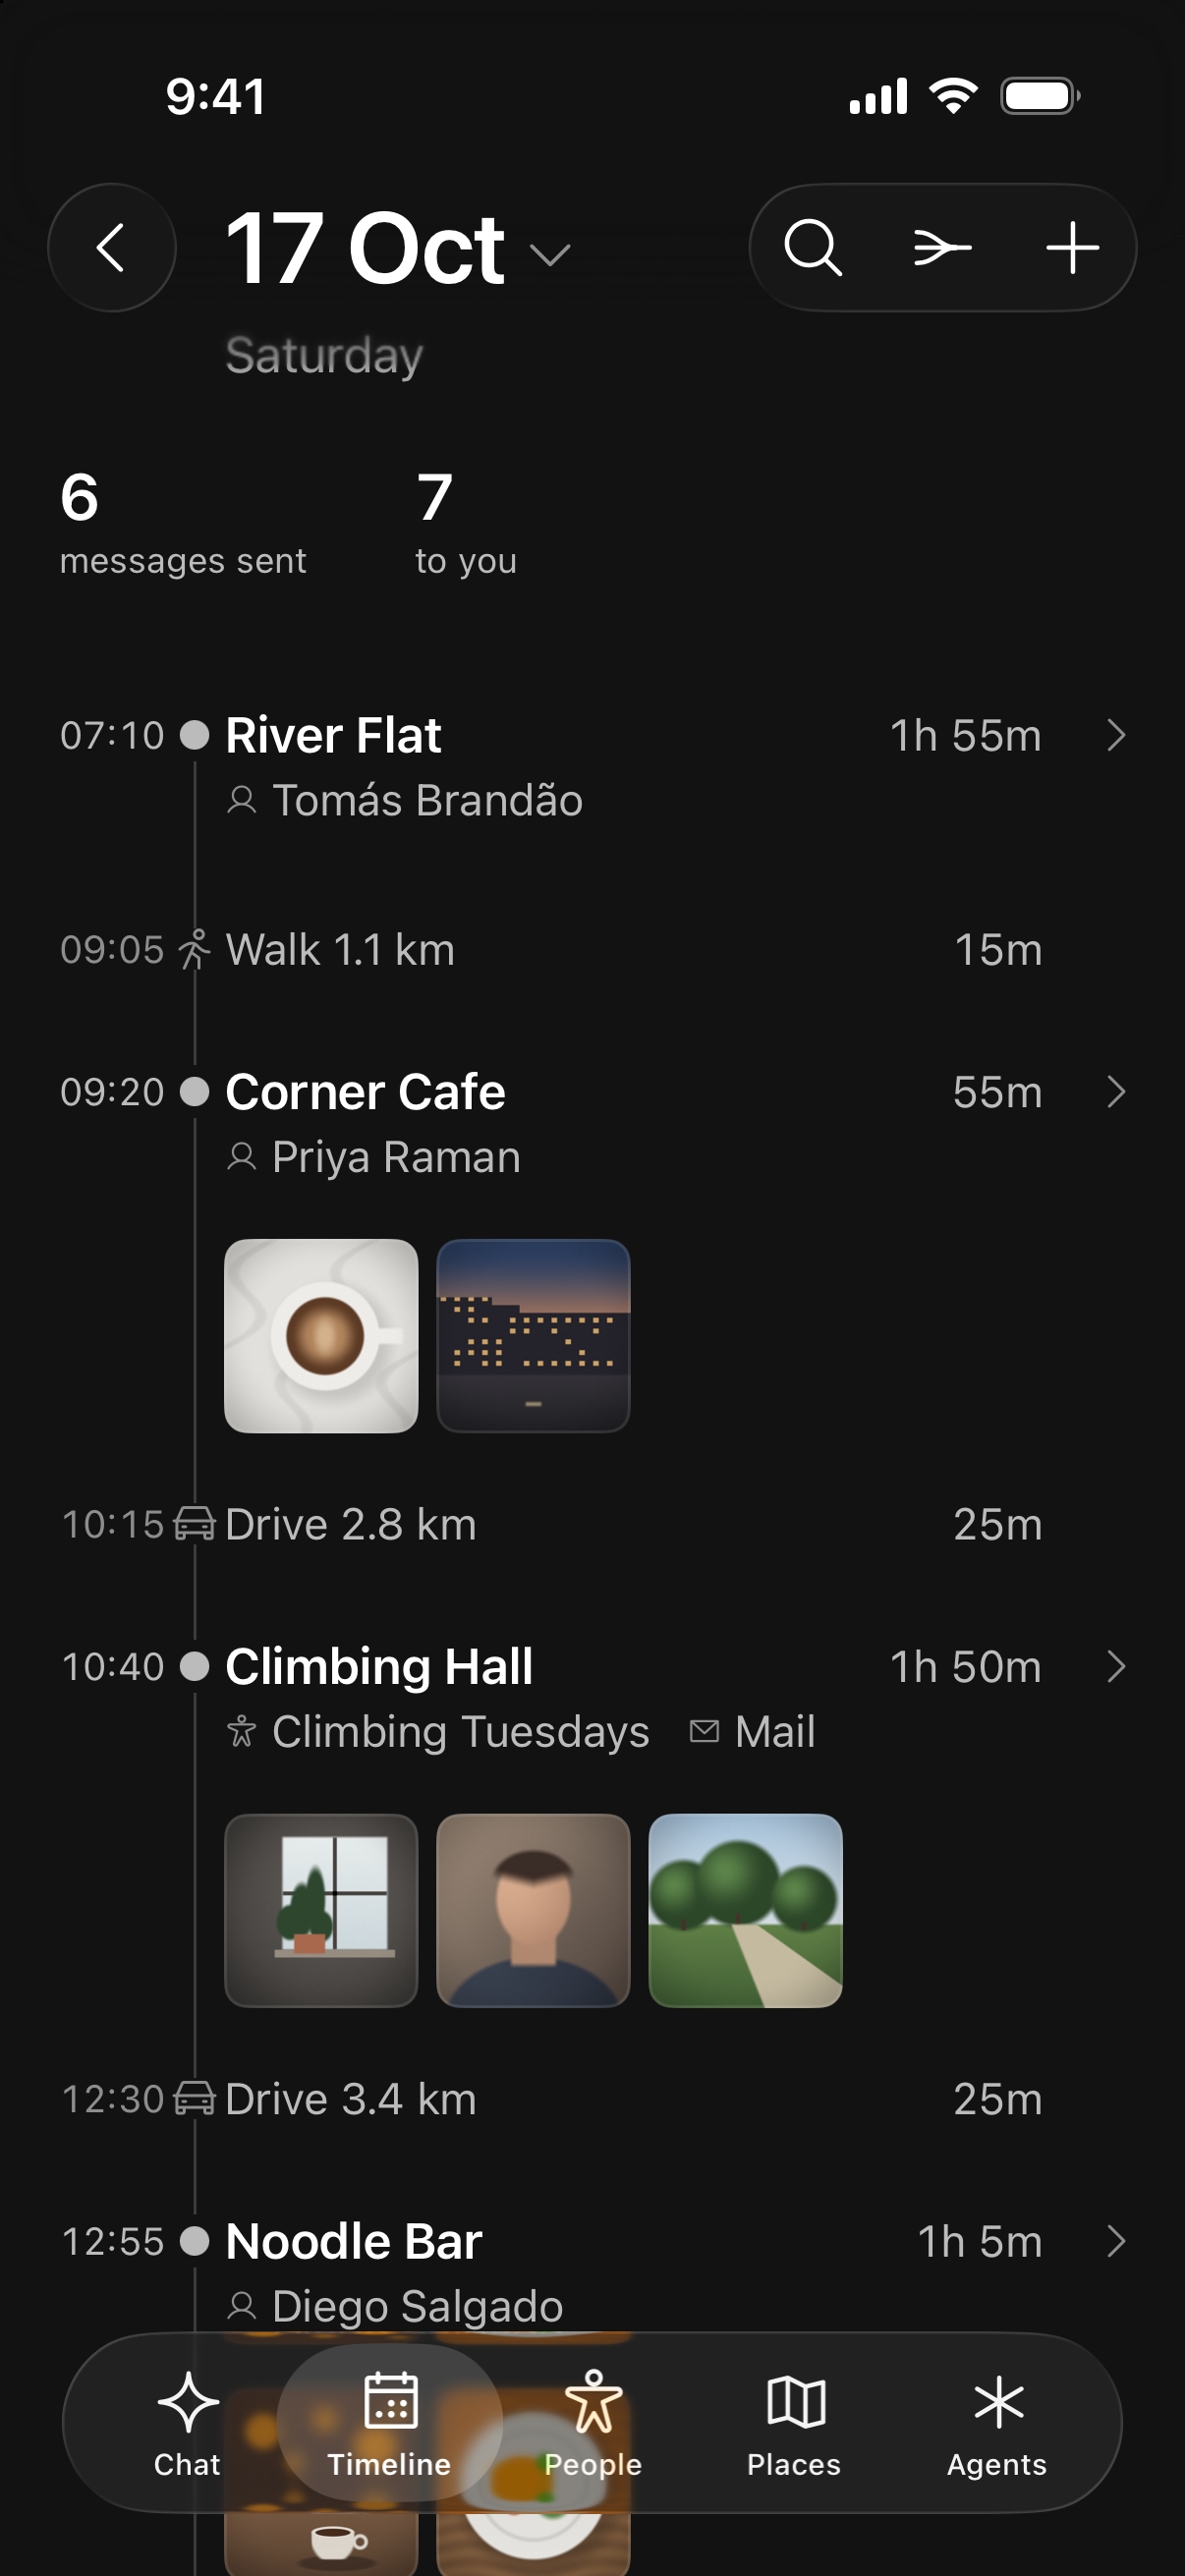 9:41
17 Oct
Saturday
6 7
messages sent to you
07:10 River Flat 1h 55m
Tomás Brandão
09:05 Walk 1.1 km 15m
09:20 Corner Cafe 55m
Priya Raman
10:15 Drive 2.8 km 25m
10:40 Climbing Hall 1h 50m
Climbing Tuesdays Mail
12:30 Drive 3.4 km 25m
12:55 Noodle Bar 1h 5m
Diego Salgado
Chat Timeline People Places Agents